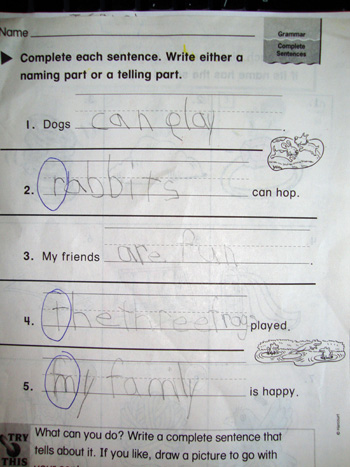 Name
Grammar
Complete
Sentences
Complete each sentence. Write either a
naming part or a telling part.
1. Dogs can play.
2. rabbits can hop.
3. My friends are fun.
4. the three frogs played.
5. my family is happy.
TRY
THIS
What can you do? Write a complete sentence that
tells about it. If you like, draw a picture to go with
© Harcourt